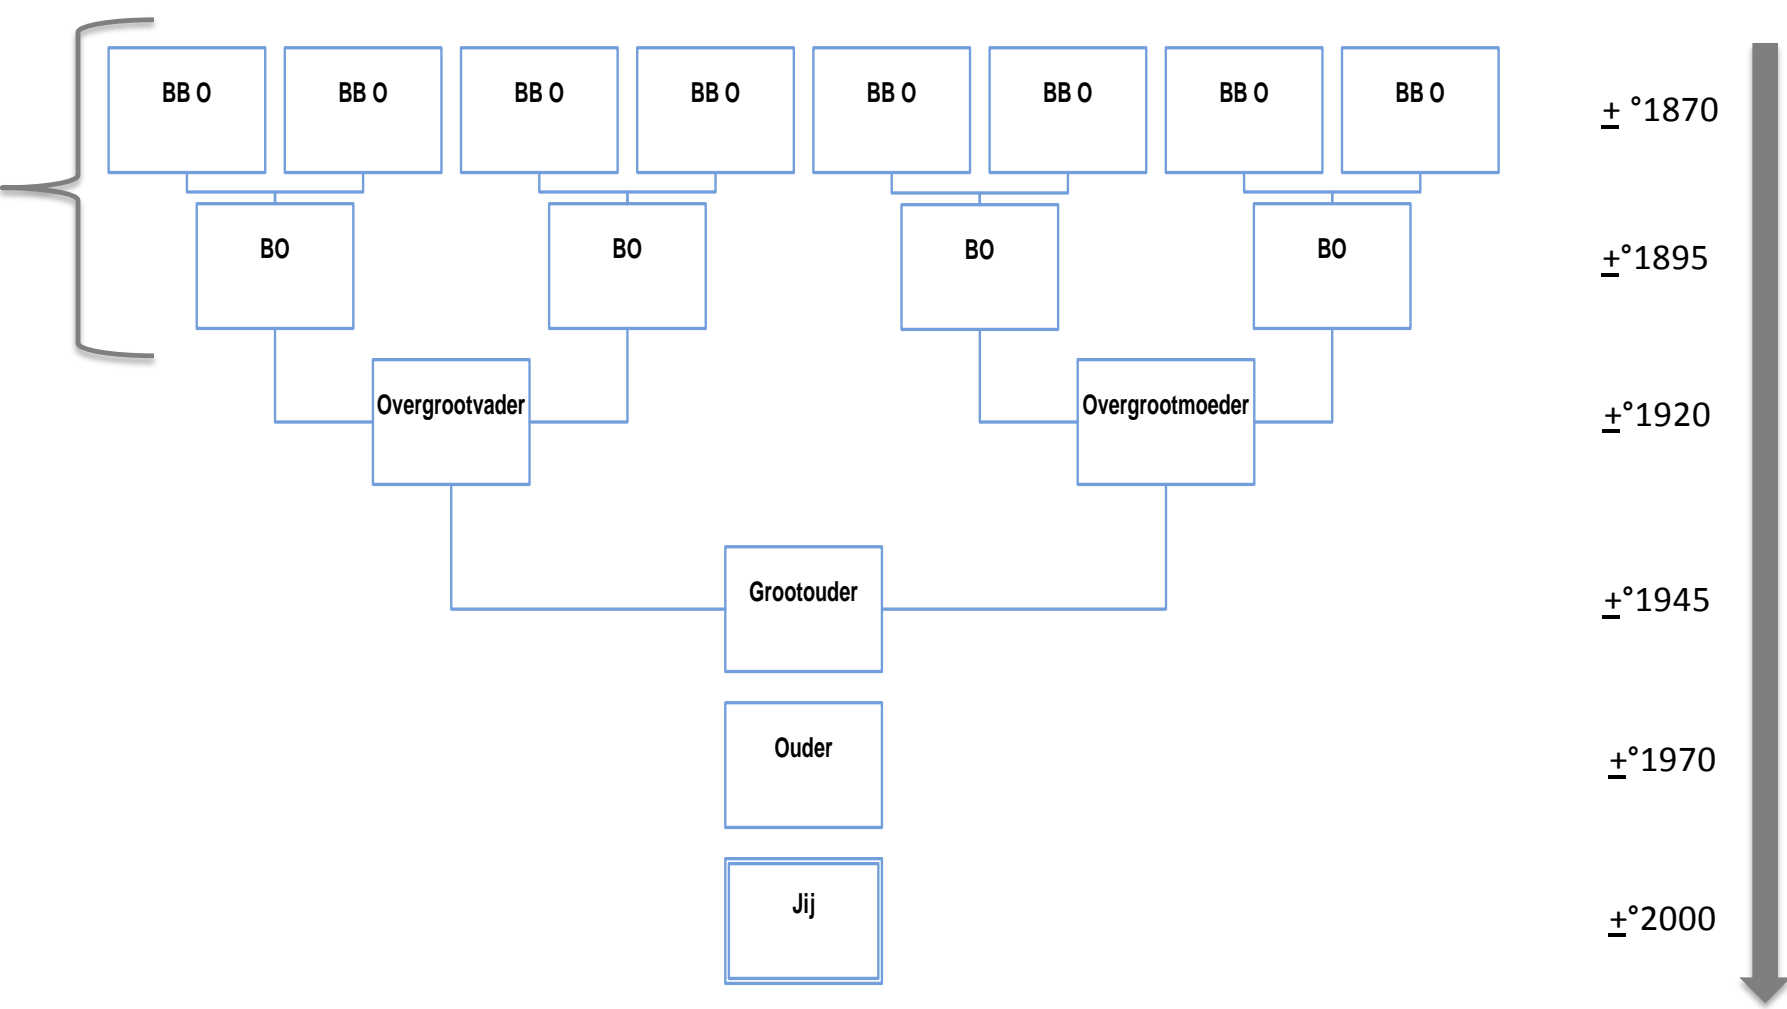 BB O BB O BB O BB O BB O BB O BB O BB O ± °1870
BO BO BO BO ±°1895
Overgrootvader Overgrootmoeder ±°1920
Grootouder ±°1945
Ouder ±°1970
Jij ±°2000